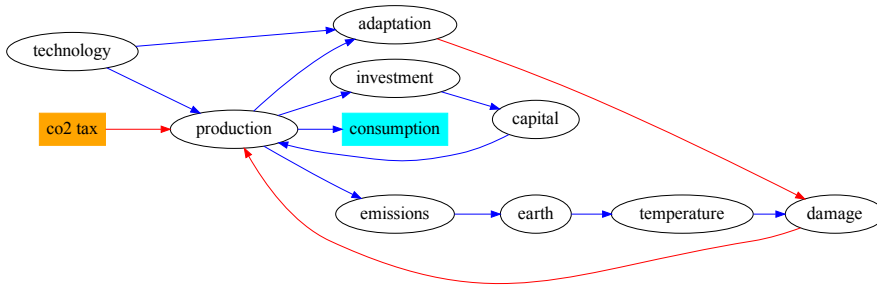 technology
adaptation
investment
co2 tax
production
consumption
capital
emissions
earth
temperature
damage